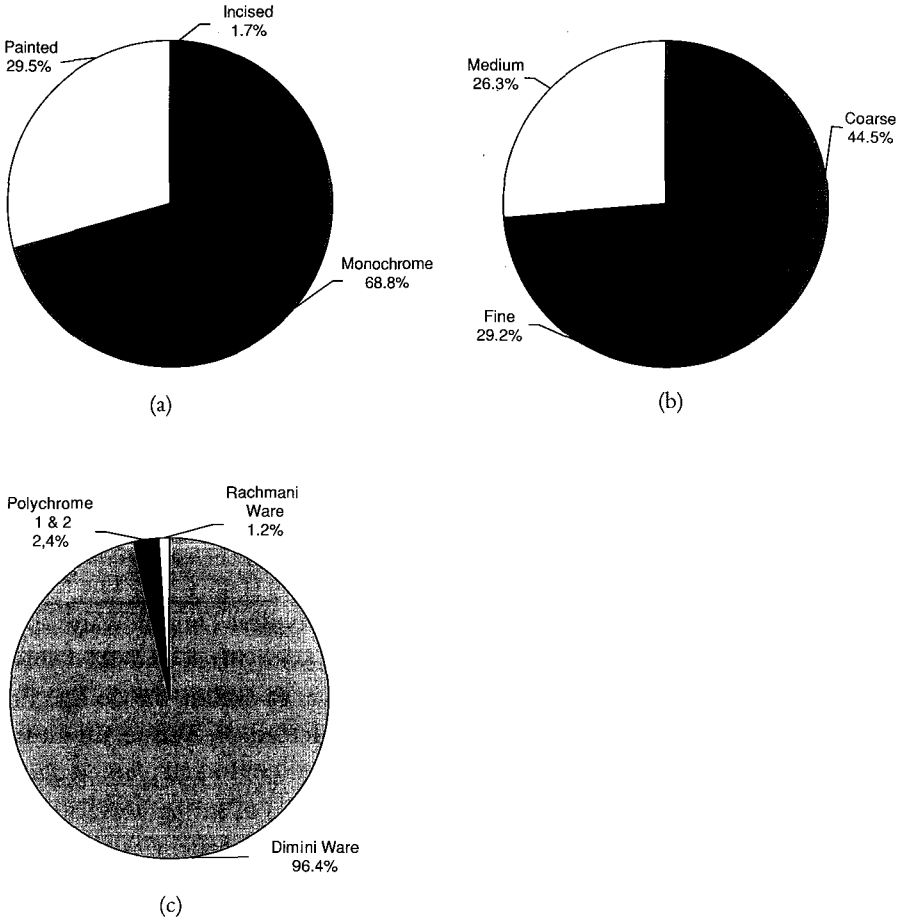 Incised
1.7%
Painted
29.5%
Monochrome
68.8%
(a)
Medium
26.3%
Coarse
44.5%
Fine
29.2%
(b)
Polychrome
1 & 2
2,4%
Rachmani
Ware
1.2%
Dimini Ware
96.4%
(c)